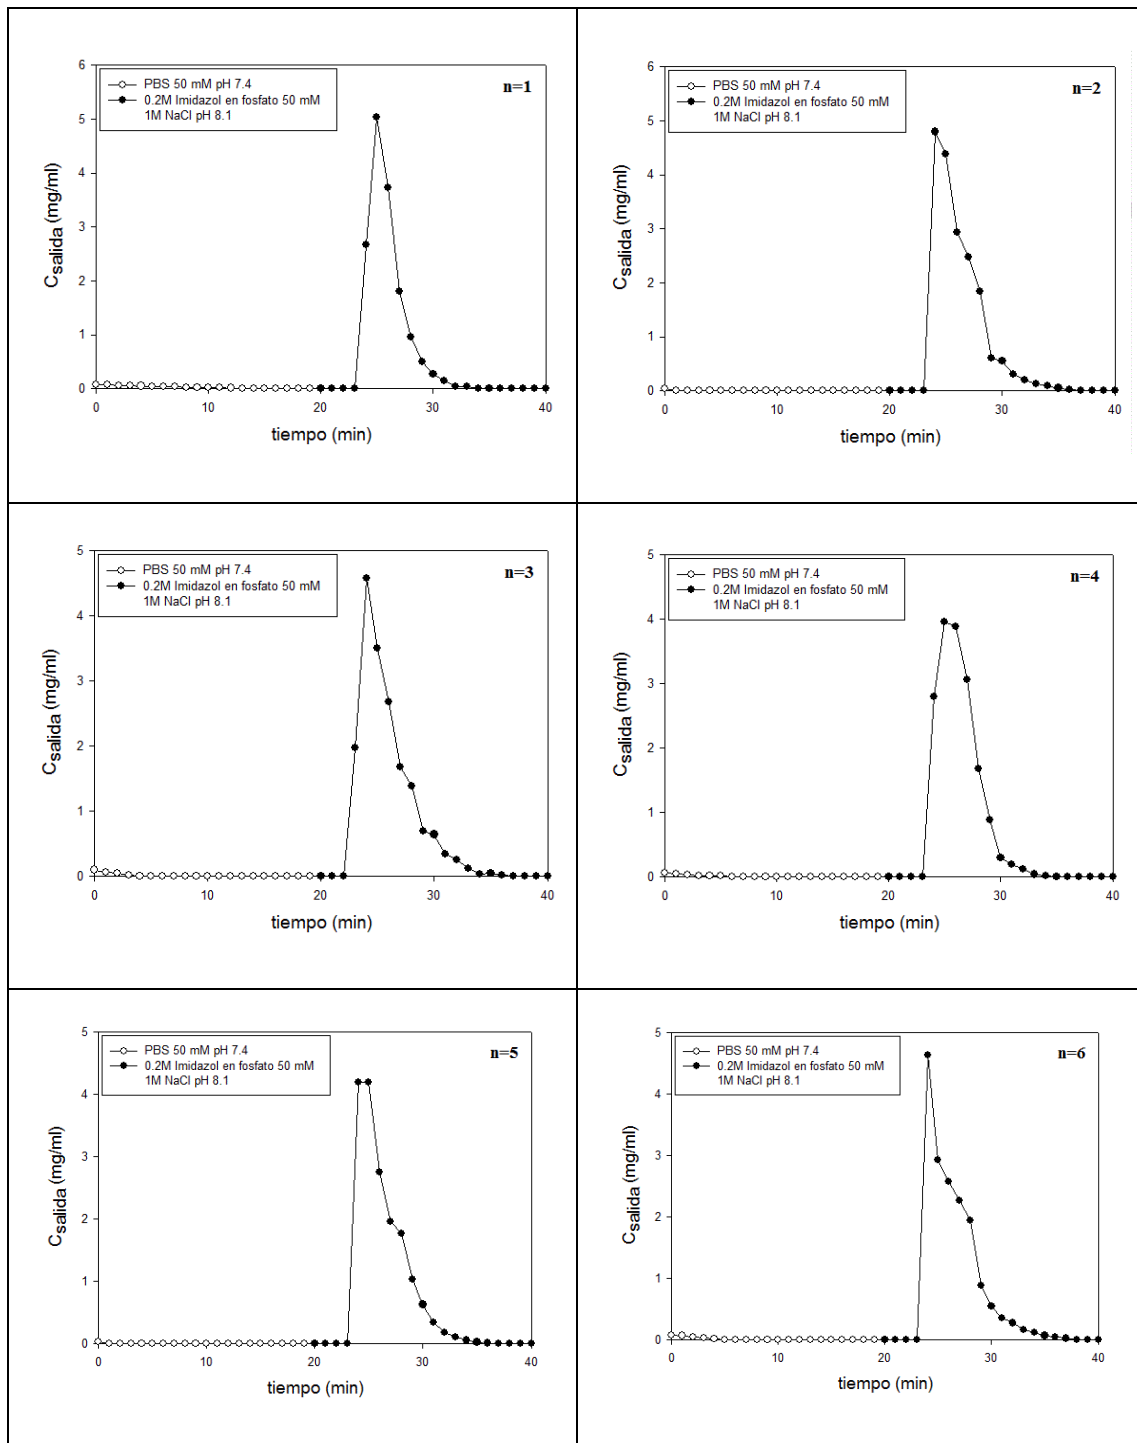 PBS 50 mM pH 7.4
0.2M Imidazol en fosfato 50 mM
1M NaCl pH 8.1
n=1
6
5
4
3
2
1
0
Csalida (mg/ml)
0 10 20 30 40
tiempo (min)
PBS 50 mM pH 7.4
0.2M Imidazol en fosfato 50 mM
1M NaCl pH 8.1
n=2
6
5
4
3
2
1
0
Csalida (mg/ml)
0 10 20 30 40
tiempo (min)
PBS 50 mM pH 7.4
0.2M Imidazol en fosfato 50 mM
1M NaCl pH 8.1
n=3
5
4
3
2
1
0
Csalida (mg/ml)
0 10 20 30 40
tiempo (min)
PBS 50 mM pH 7.4
0.2M Imidazol en fosfato 50 mM
1M NaCl pH 8.1
n=4
5
4
3
2
1
0
Csalida (mg/ml)
0 10 20 30 40
tiempo (min)
PBS 50 mM pH 7.4
0.2M Imidazol en fosfato 50 mM
1M NaCl pH 8.1
n=5
5
4
3
2
1
0
Csalida (mg/ml)
0 10 20 30 40
tiempo (min)
PBS 50 mM pH 7.4
0.2M Imidazol en fosfato 50 mM
1M NaCl pH 8.1
n=6
5
4
3
2
1
0
Csalida (mg/ml)
0 10 20 30 40
tiempo (min)